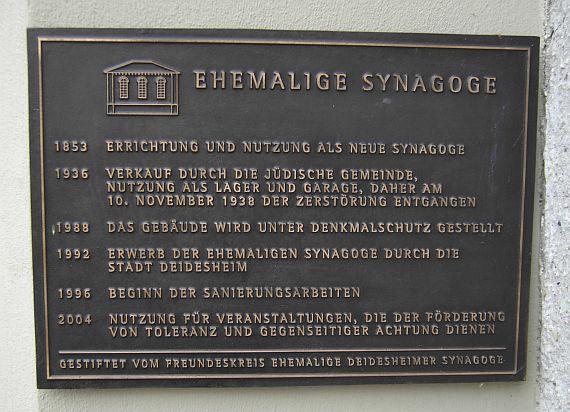 EHEMALIGE SYNAGOGE
1853 ERRICHTUNG UND NUTZUNG ALS NEUE SYNAGOGE
1936 VERKAUF DURCH DIE JÜDISCHE GEMEINDE,
NUTZUNG ALS LAGER UND GARAGE, DAHER AM
10. NOVEMBER 1938 DER ZERSTÖRUNG ENTGANGEN
1988 DAS GEBÄUDE WIRD UNTER DENKMALSCHUTZ GESTELLT
1992 ERWERB DER EHEMALIGEN SYNAGOGE DURCH DIE
STADT DEIDESHEIM
1996 BEGINN DER SANIERUNGSARBEITEN
2004 NUTZUNG FÜR VERANSTALTUNGEN, DIE DER FÖRDERUNG
VON TOLERANZ UND GEGENSEITIGER ACHTUNG DIENEN
GESTIFTET VOM FREUNDESKREIS EHEMALIGE DEIDESHEIMER SYNAGOGE